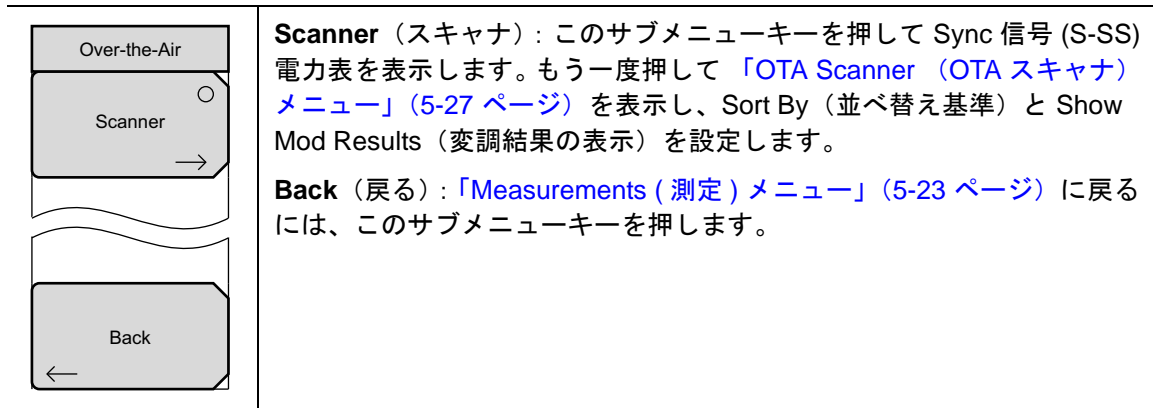 Over-the-Air
Scanner
Back
Scanner（スキャナ）: このサブメニューキーを押して Sync 信号 (S-SS)
電力表を表示します。もう一度押して 「OTA Scanner （OTA スキャナ）
メニュー」（5-27 ページ）を表示し、Sort By（並べ替え基準）と Show
Mod Results（変調結果の表示）を設定します。
Back（戻る）:「Measurements ( 測定 ) メニュー」（5-23 ページ）に戻る
には、このサブメニューキーを押します。